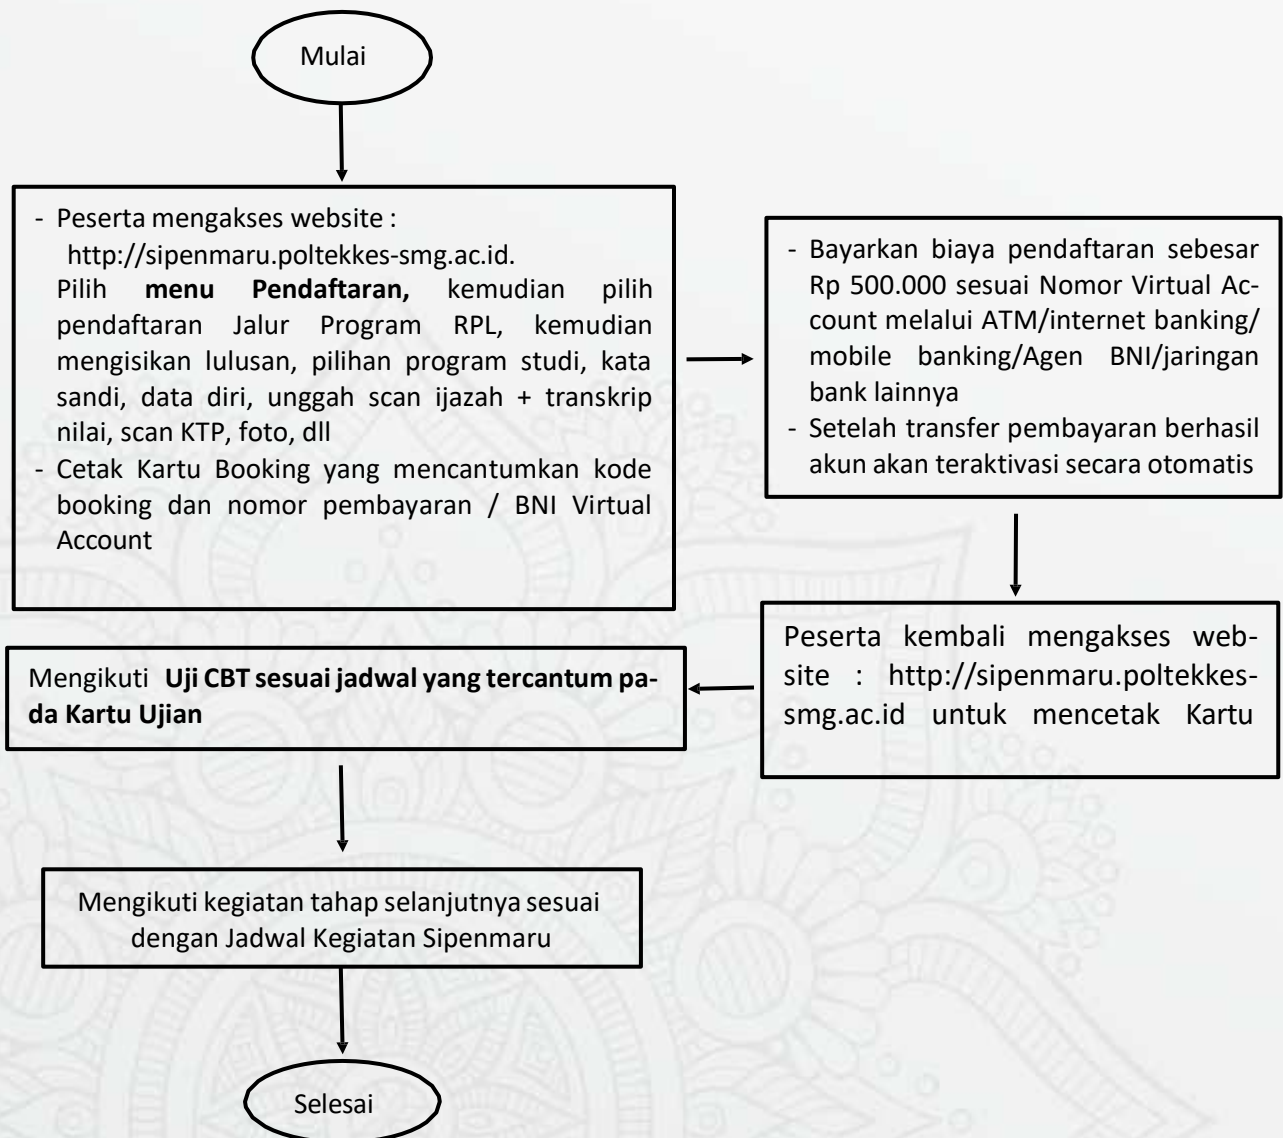 Mulai
- Peserta mengakses website :
http://sipenmaru.poltekkes-smg.ac.id.
Pilih menu Pendaftaran, kemudian pilih
pendaftaran Jalur Program RPL, kemudian
mengisikan lulusan, pilihan program studi, kata
sandi, data diri, unggah scan ijazah + transkrip
nilai, scan KTP, foto, dll
- Cetak Kartu Booking yang mencantumkan kode
booking dan nomor pembayaran / BNI Virtual
Account
- Bayarkan biaya pendaftaran sebesar
Rp 500.000 sesuai Nomor Virtual Ac-
count melalui ATM/internet banking/
mobile banking/Agen BNI/jaringan
bank lainnya
- Setelah transfer pembayaran berhasil
akun akan teraktivasi secara otomatis
Peserta kembali mengakses web-
site : http://sipenmaru.poltekkes-
smg.ac.id untuk mencetak Kartu
Mengikuti Uji CBT sesuai jadwal yang tercantum pa-
da Kartu Ujian
Mengikuti kegiatan tahap selanjutnya sesuai
dengan Jadwal Kegiatan Sipenmaru
Selesai